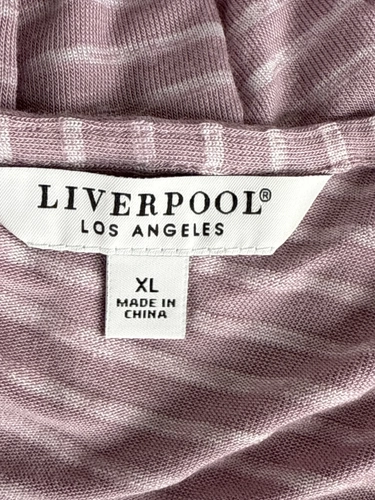 LIVERPOOL®
LOS ANGELES
XL
MADE IN
CHINA